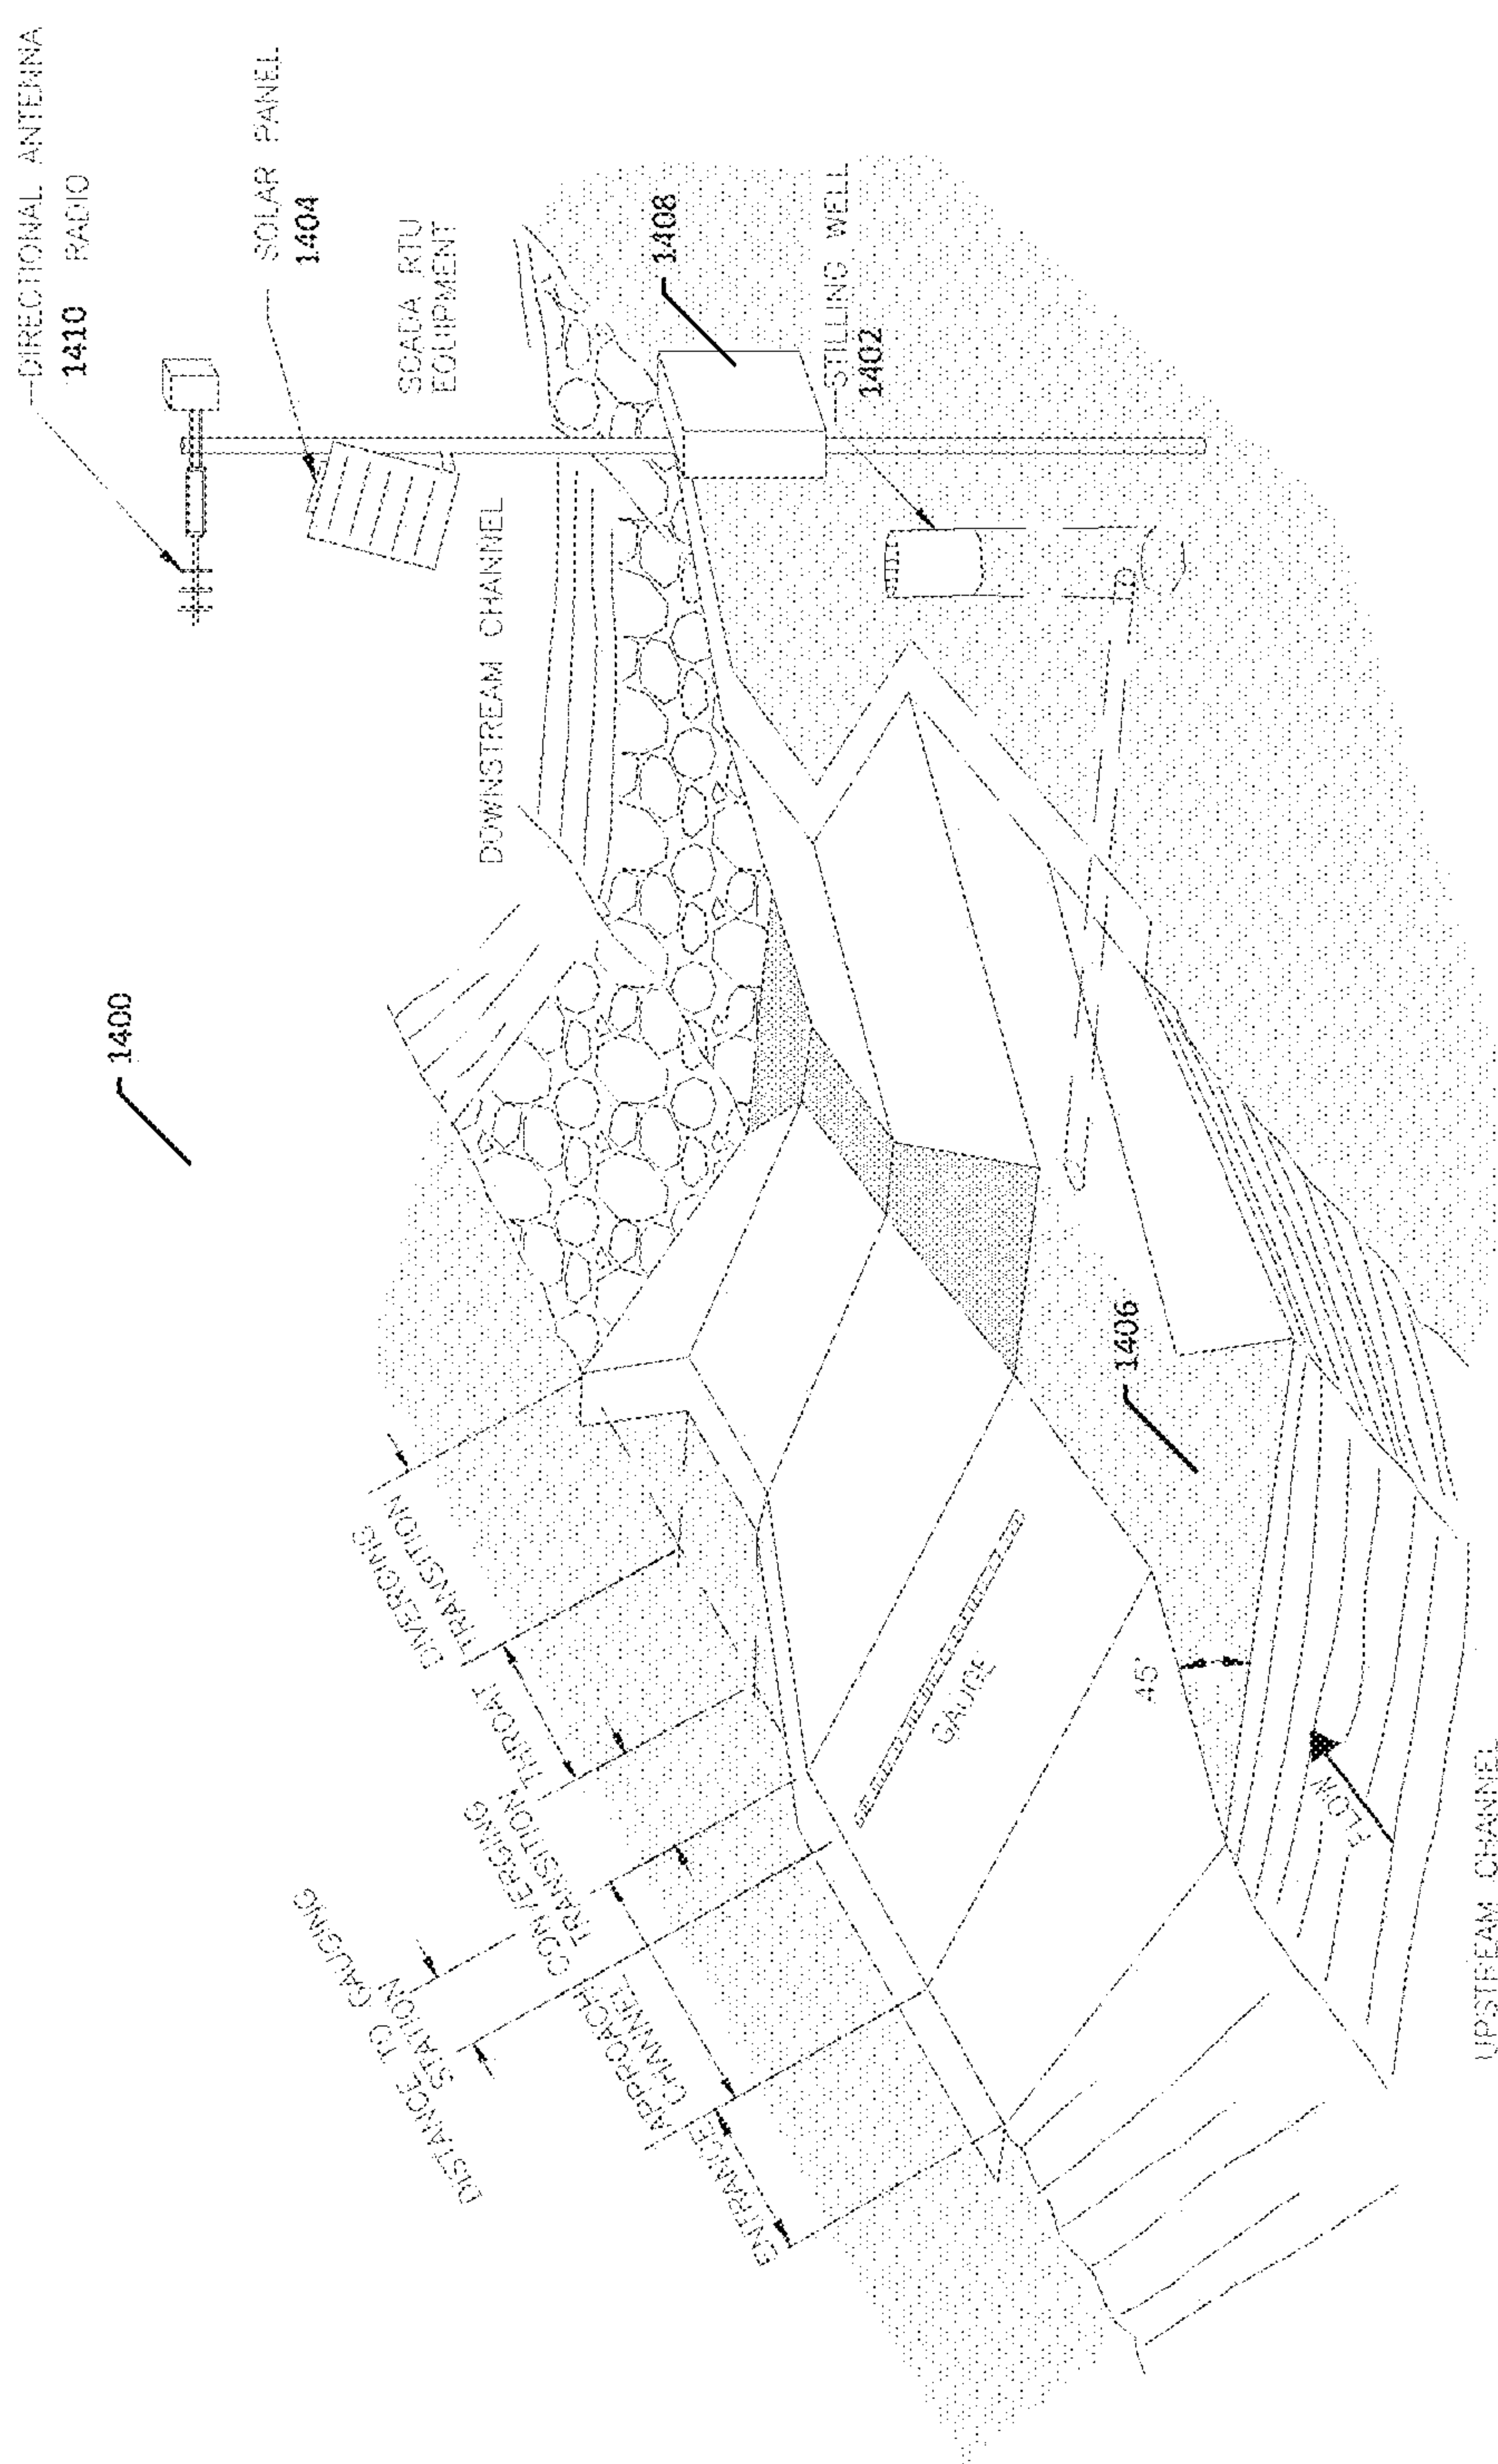 DIRECTIONAL ANTENNA
1410 RADIO
SOLAR PANEL
1404
SCADA RTU
EQUIPMENT
1408
STILLING WELL
1402
DOWNSTREAM CHANNEL
1400
DIVERGING
TRANSITION
THROAT
CONVERGING
TRANSITION
DISTANCE TO
GAUSING
STATION
APPROACH
CHANNEL
ENTRANCE
GAUGE
1406
45°
FLOW
UPSTREAM CHANNEL